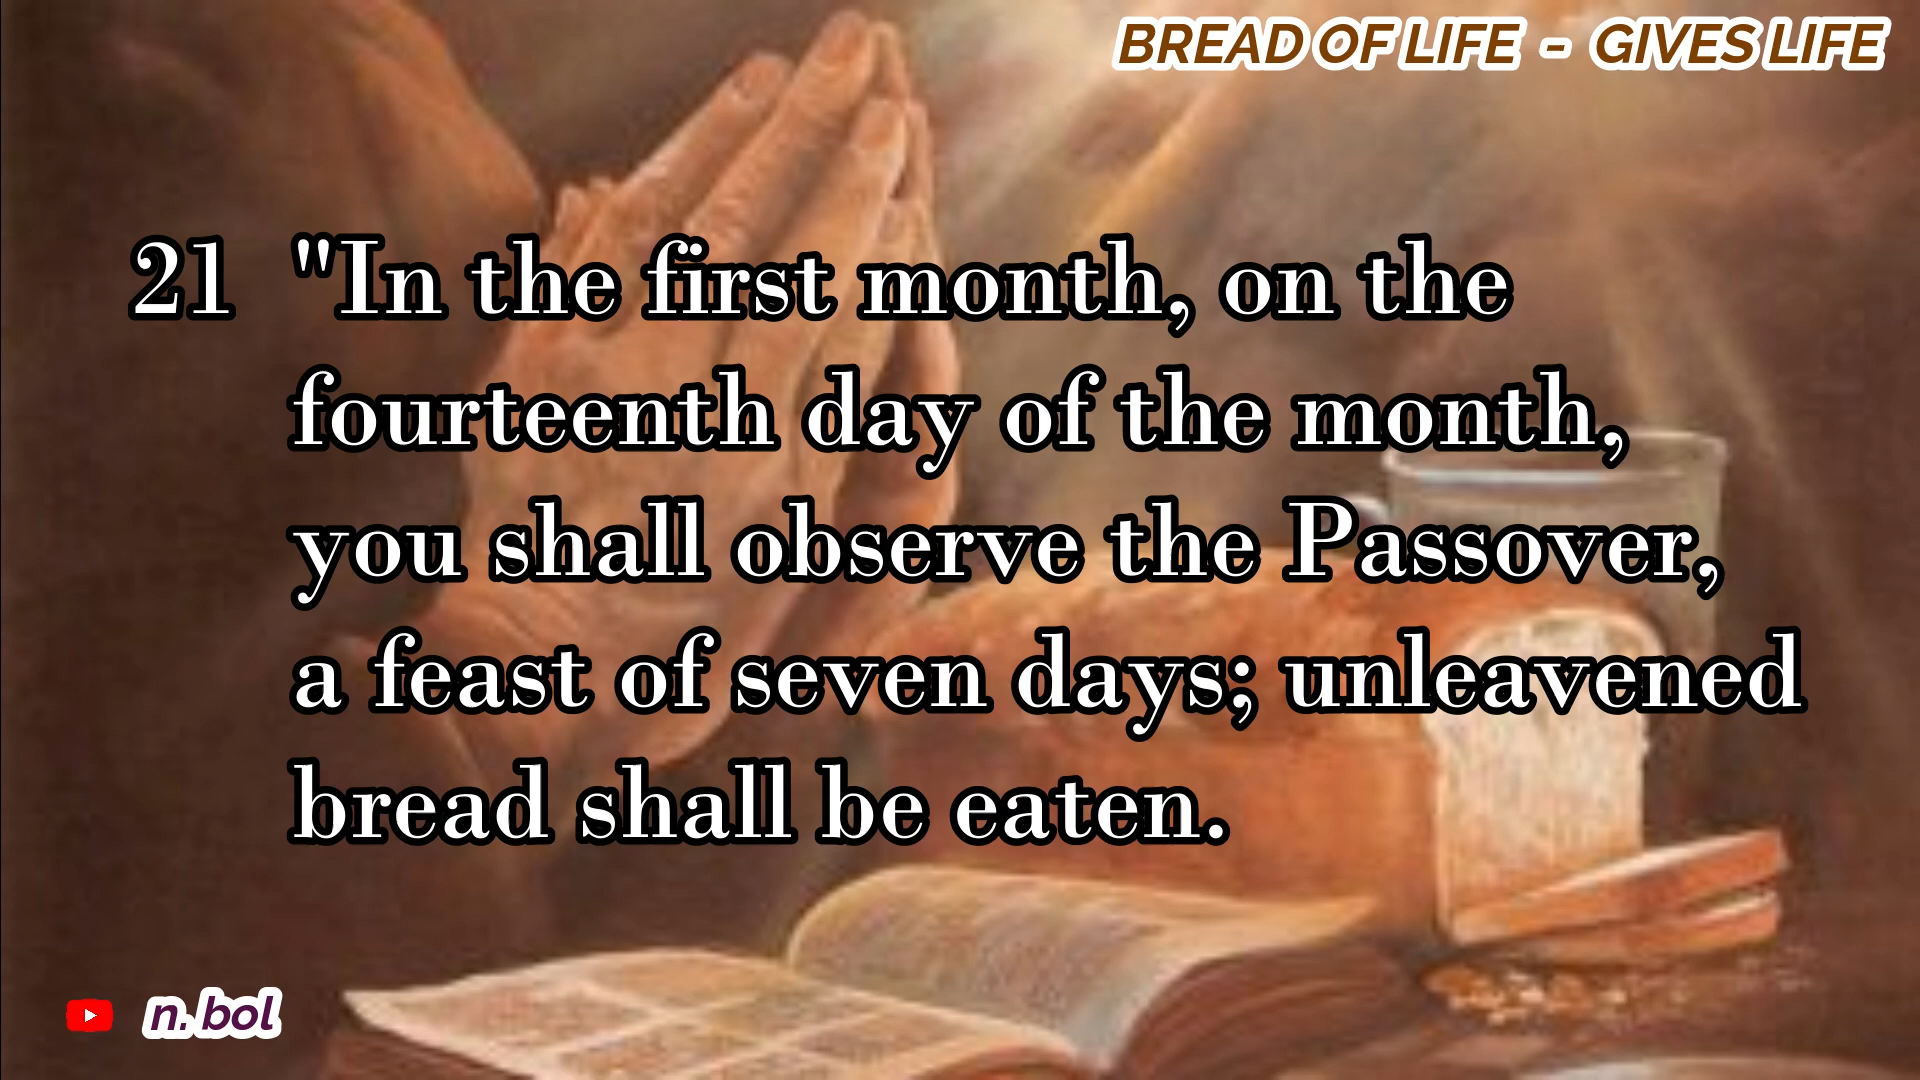 BREAD OF LIFE - GIVES LIFE
21 "In the first month, on the
fourteenth day of the month,
you shall observe the Passover,
a feast of seven days; unleavened
bread shall be eaten.
n. bol